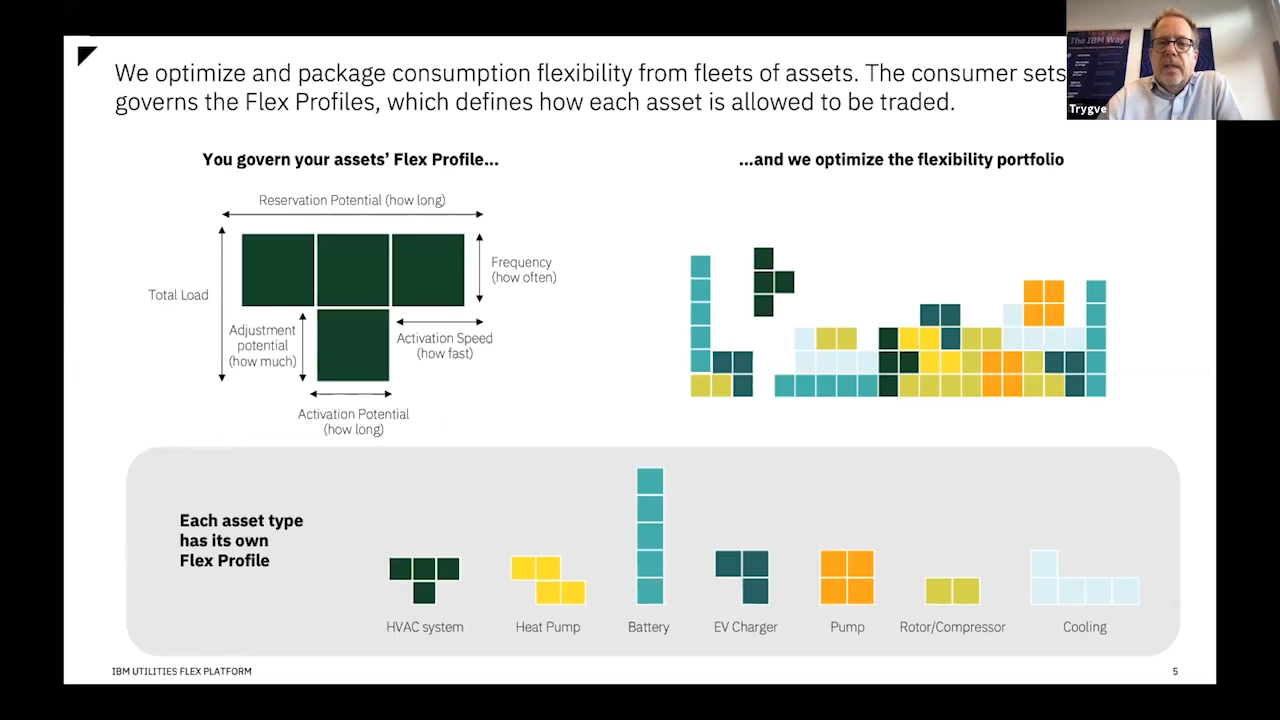 We optimize and package consumption flexibility from fleets of assets. The consumer sets
governs the Flex Profiles, which defines how each asset is allowed to be traded.
The IBM Way
Trygve
You govern your assets' Flex Profile...
...and we optimize the flexibility portfolio
Reservation Potential (how long)
Total Load
Frequency
(how often)
Adjustment
potential
(how much)
Activation Speed
(how fast)
Activation Potential
(how long)
Each asset type
has its own
Flex Profile
HVAC system
Heat Pump
Battery
EV Charger
Pump
Rotor/Compressor
Cooling
IBM UTILITIES FLEX PLATFORM
5